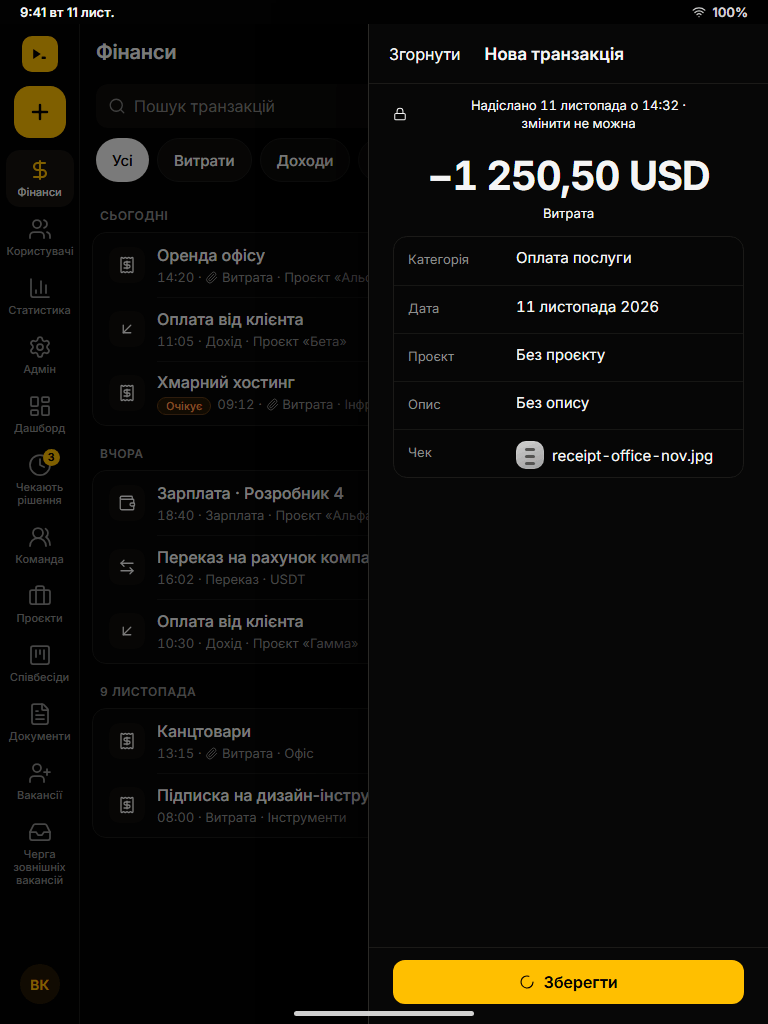 9:41 вт 11 лист.
100%
Фінанси
Користувачі
Статистика
Адмін
Дашборд
3
Чекають
рішення
Команда
Проєкти
Співбесіди
Документи
Вакансії
Черга
зовнішніх
вакансій
ВК
Фінанси
Пошук транзакцій
Усі
Витрати
Доходи
СЬОГОДНІ
Оренда офісу
14:20 · Витрата · Проєкт «Альф
Оплата від клієнта
11:05 · Дохід · Проєкт «Бета»
Хмарний хостинг
Очікує 09:12 · Витрата · Інфр
ВЧОРА
Зарплата · Розробник 4
18:40 · Зарплата · Проєкт «Альфа
Переказ на рахунок компа
16:02 · Переказ · USDT
Оплата від клієнта
10:30 · Дохід · Проєкт «Гамма»
9 ЛИСТОПАДА
Канцтовари
13:15 · Витрата · Офіс
Підписка на дизайн-інстру
08:00 · Витрата · Інструменти
Згорнути
Нова транзакція
Надіслано 11 листопада о 14:32 ·
змінити не можна
−1 250,50 USD
Витрата
Категорія Оплата послуги
Дата 11 листопада 2026
Проєкт Без проєкту
Опис Без опису
Чек receipt-office-nov.jpg
Зберегти